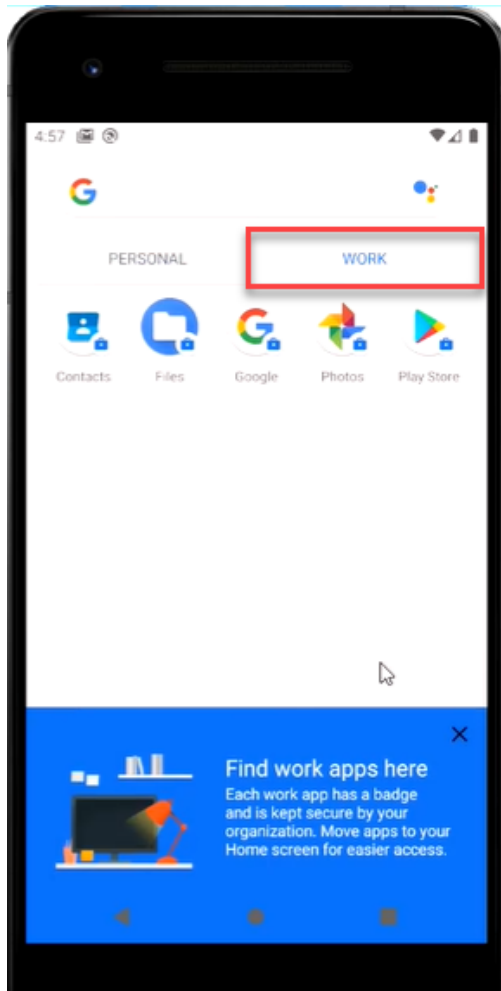 4:57
PERSONAL WORK
Contacts Files Google Photos Play Store
Find work apps here
Each work app has a badge
and is kept secure by your
organization. Move apps to your
Home screen for easier access.